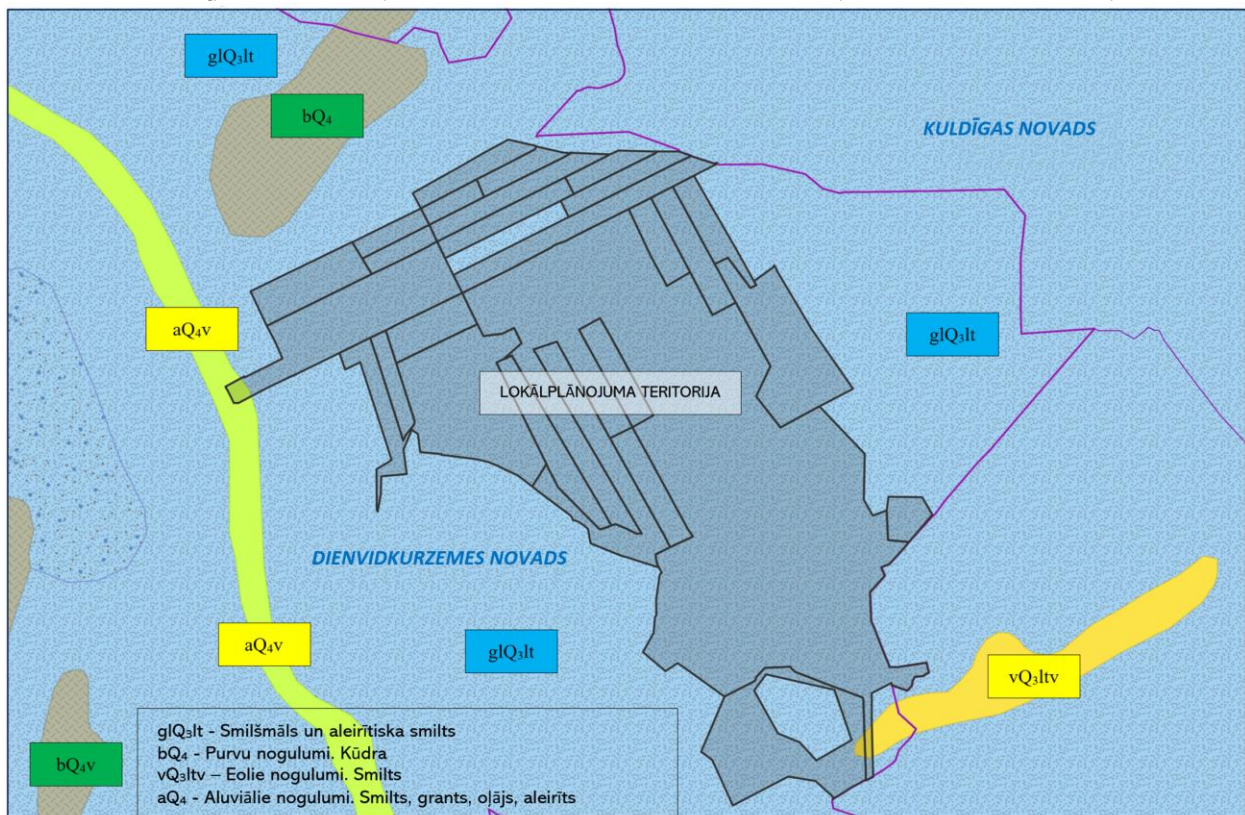 glQ₃lt
bQ₄
KULDĪGAS NOVADS
aQ₄v
glQ₃lt
LOKĀLPLĀNOJUMA TERITORIJA
DIENVIDKURZEMES NOVADS
aQ₄v
glQ₃lt
vQ₃ltv
bQ₄v
glQ₃lt - Smilšmāls un aleirītiska smilts
bQ₄ - Purvu nogulumi. Kūdra
vQ₃ltv – Eolie nogulumi. Smilts
aQ₄ - Aluviālie nogulumi. Smilts, grants, oļājs, aleirīts